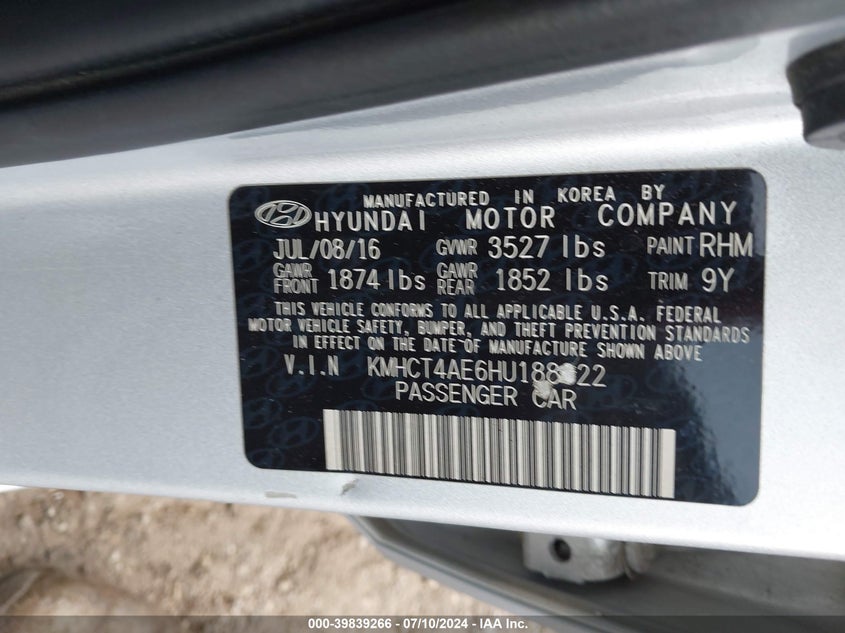 MANUFACTURED IN KOREA BY
HYUNDAI MOTOR COMPANY
JUL/08/16 GVWR 3527 lbs PAINT RHM
GAWR FRONT 1874 lbs GAWR REAR 1852 lbs TRIM 9Y
THIS VEHICLE CONFORMS TO ALL APPLICABLE U.S.A. FEDERAL
MOTOR VEHICLE SAFETY, BUMPER, AND THEFT PREVENTION STANDARDS
IN EFFECT ON THE DATE OF MANUFACTURE SHOWN ABOVE.
V.I.N
PASSENGER CAR
000-39839266 - 07/10/2024 - IAA Inc.